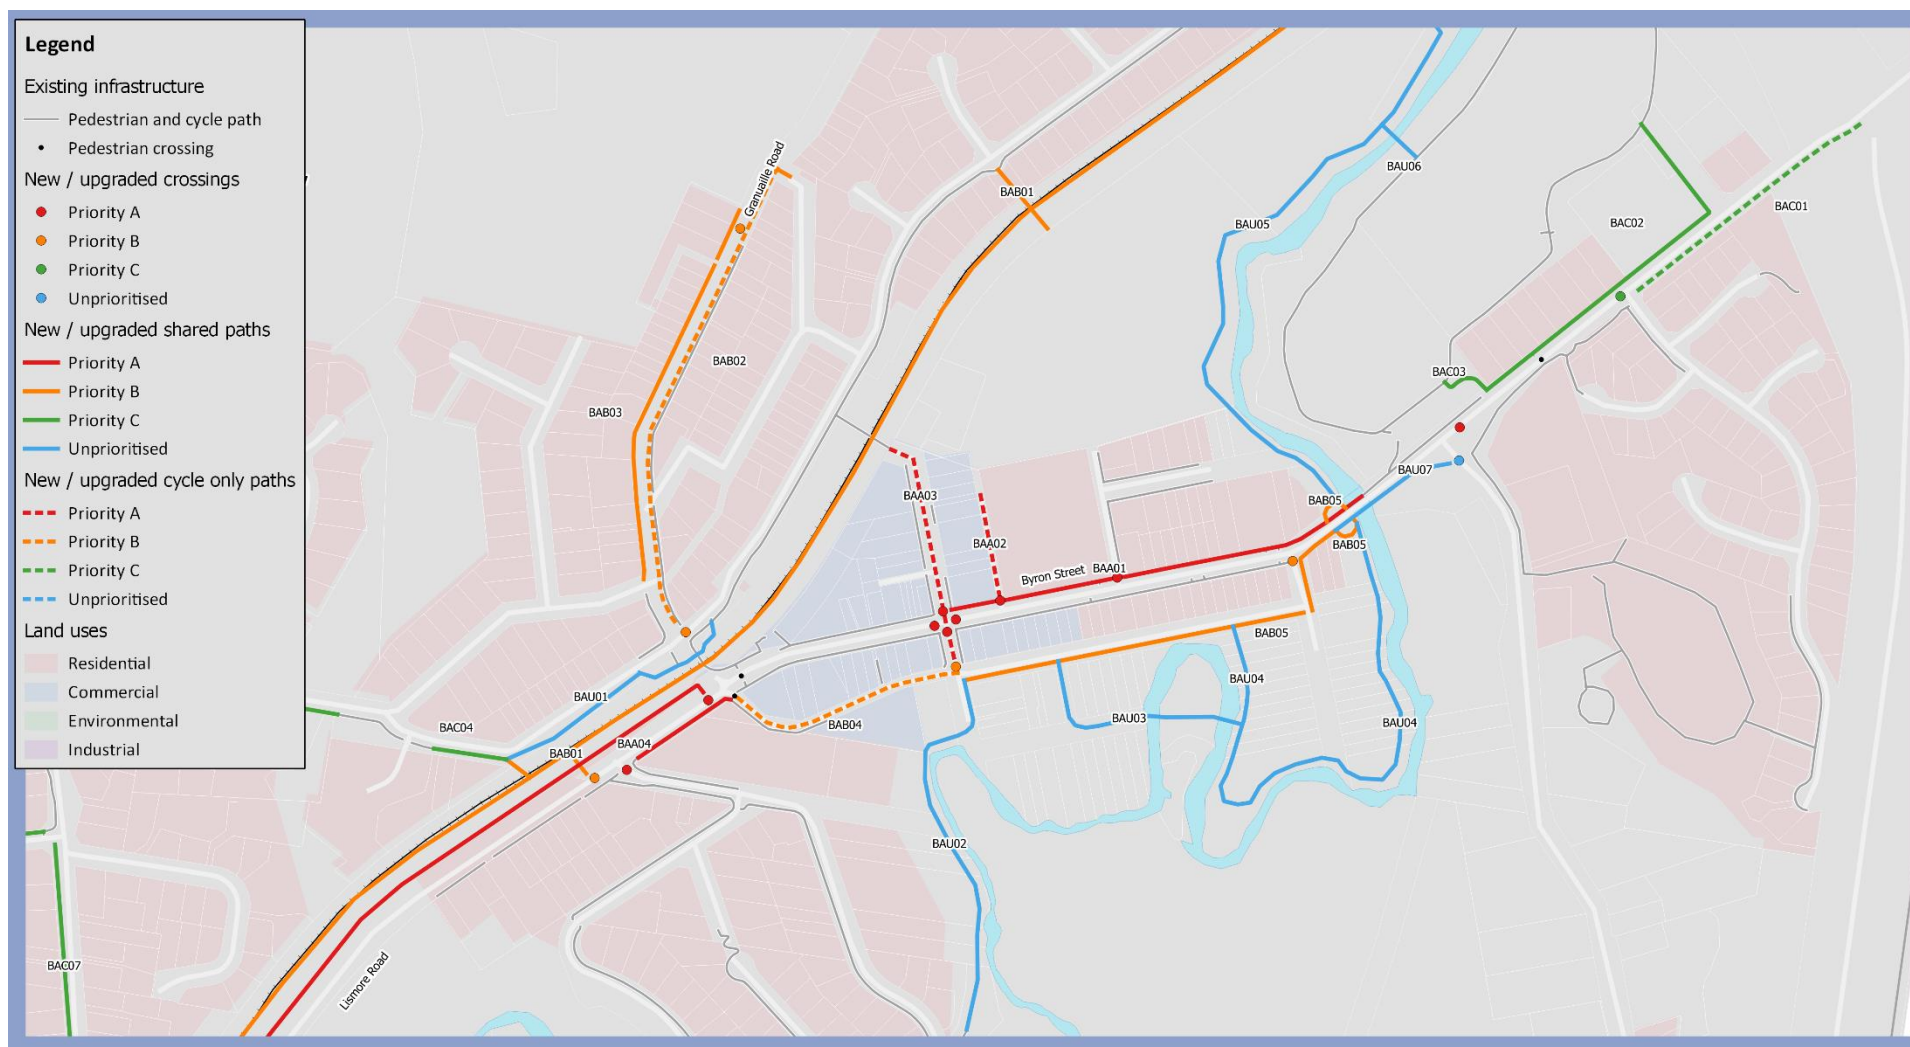 Legend
Existing infrastructure
Pedestrian and cycle path
Pedestrian crossing
New / upgraded crossings
Priority A
Priority B
Priority C
Unprioritised
New / upgraded shared paths
Priority A
Priority B
Priority C
Unprioritised
New / upgraded cycle only paths
Priority A
Priority B
Priority C
Unprioritised
Land uses
Residential
Commercial
Environmental
Industrial
Granuaille Road
BAB01
BAU06
BAU05
BAC02
BAC01
BAB02
BAB03
BAC03
BAU07
BAA03
BAB05
BAA02
BAB05
Byron Street
BAA01
BAB05
BAU04
BAU01
BAU03
BAU04
BAB04
BAC04
BAA04
BAB01
BAU02
BAC07
Lismore Road